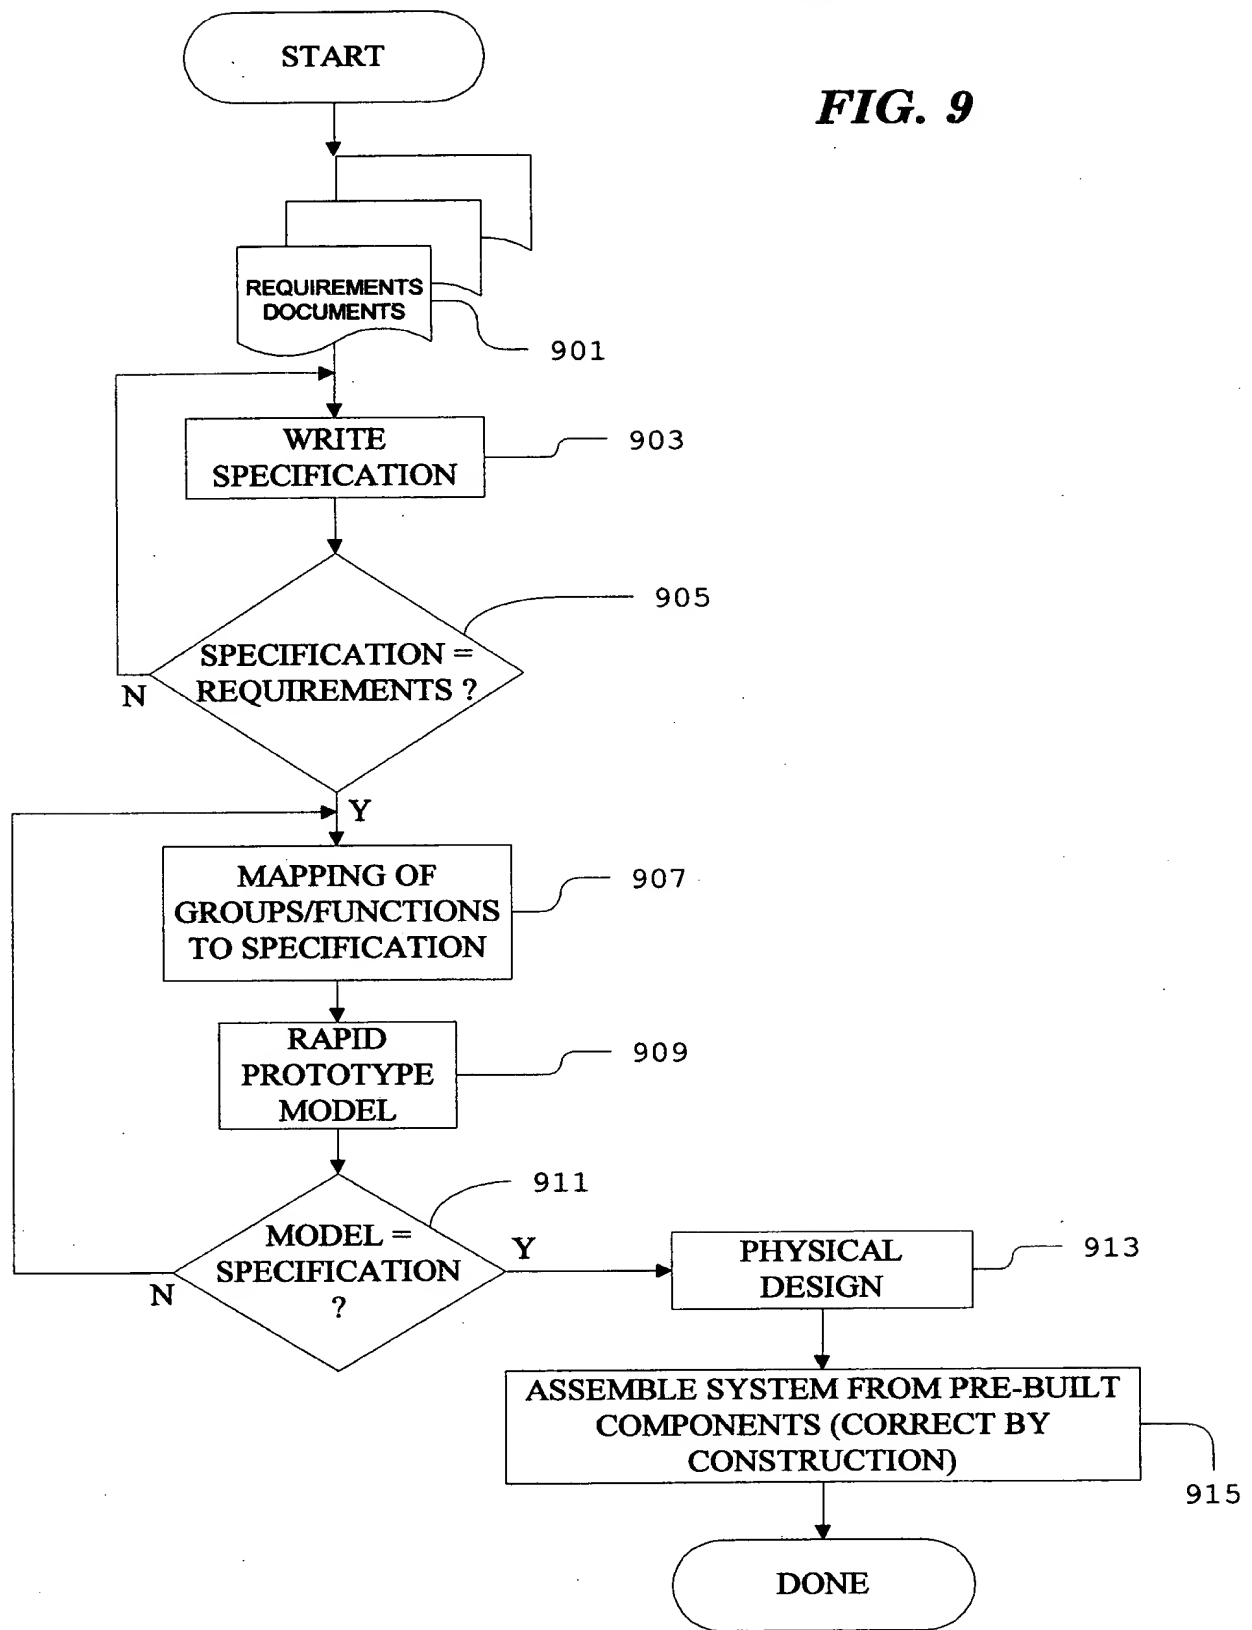 START
FIG. 9
REQUIREMENTS
DOCUMENTS
901
WRITE
SPECIFICATION
903
905
SPECIFICATION =
REQUIREMENTS ?
N
Y
MAPPING OF
GROUPS/FUNCTIONS
TO SPECIFICATION
907
RAPID
PROTOTYPE
MODEL
909
911
MODEL =
SPECIFICATION
?
N
Y
PHYSICAL
DESIGN
913
ASSEMBLE SYSTEM FROM PRE-BUILT
COMPONENTS (CORRECT BY
CONSTRUCTION)
915
DONE